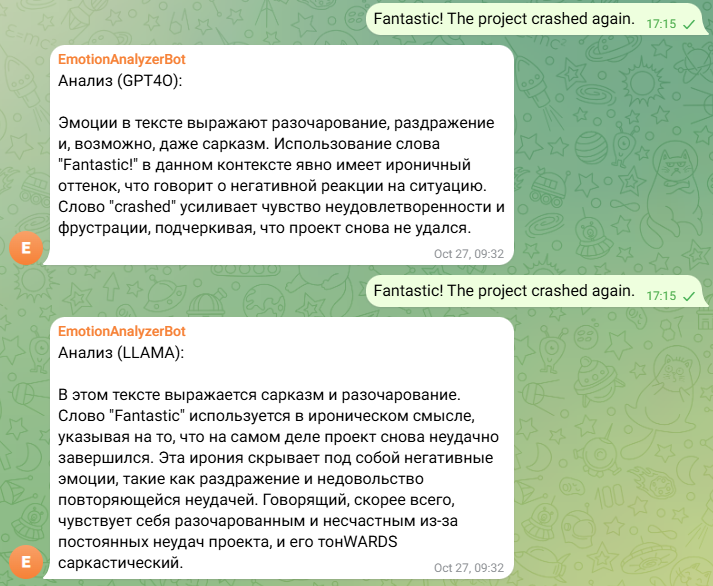 Fantastic! The project crashed again. 17:15
EmotionAnalyzerBot
Анализ (GPT4O):
Эмоции в тексте выражают разочарование, раздражение
и, возможно, даже сарказм. Использование слова
"Fantastic!" в данном контексте явно имеет ироничный
оттенок, что говорит о негативной реакции на ситуацию.
Слово "crashed" усиливает чувство неудовлетворенности и
фрустрации, подчеркивая, что проект снова не удался.
E
Oct 27, 09:32
Fantastic! The project crashed again. 17:15
EmotionAnalyzerBot
Анализ (LLAMA):
В этом тексте выражается сарказм и разочарование.
Слово "Fantastic" используется в ироническом смысле,
указывая на то, что на самом деле проект снова неудачно
завершился. Эта ирония скрывает под собой негативные
эмоции, такие как раздражение и недовольство
повторяющейся неудачей. Говорящий, скорее всего,
чувствует себя разочарованным и несчастным из-за
постоянных неудач проекта, и его тонWARDS
саркастический.
E
Oct 27, 09:32